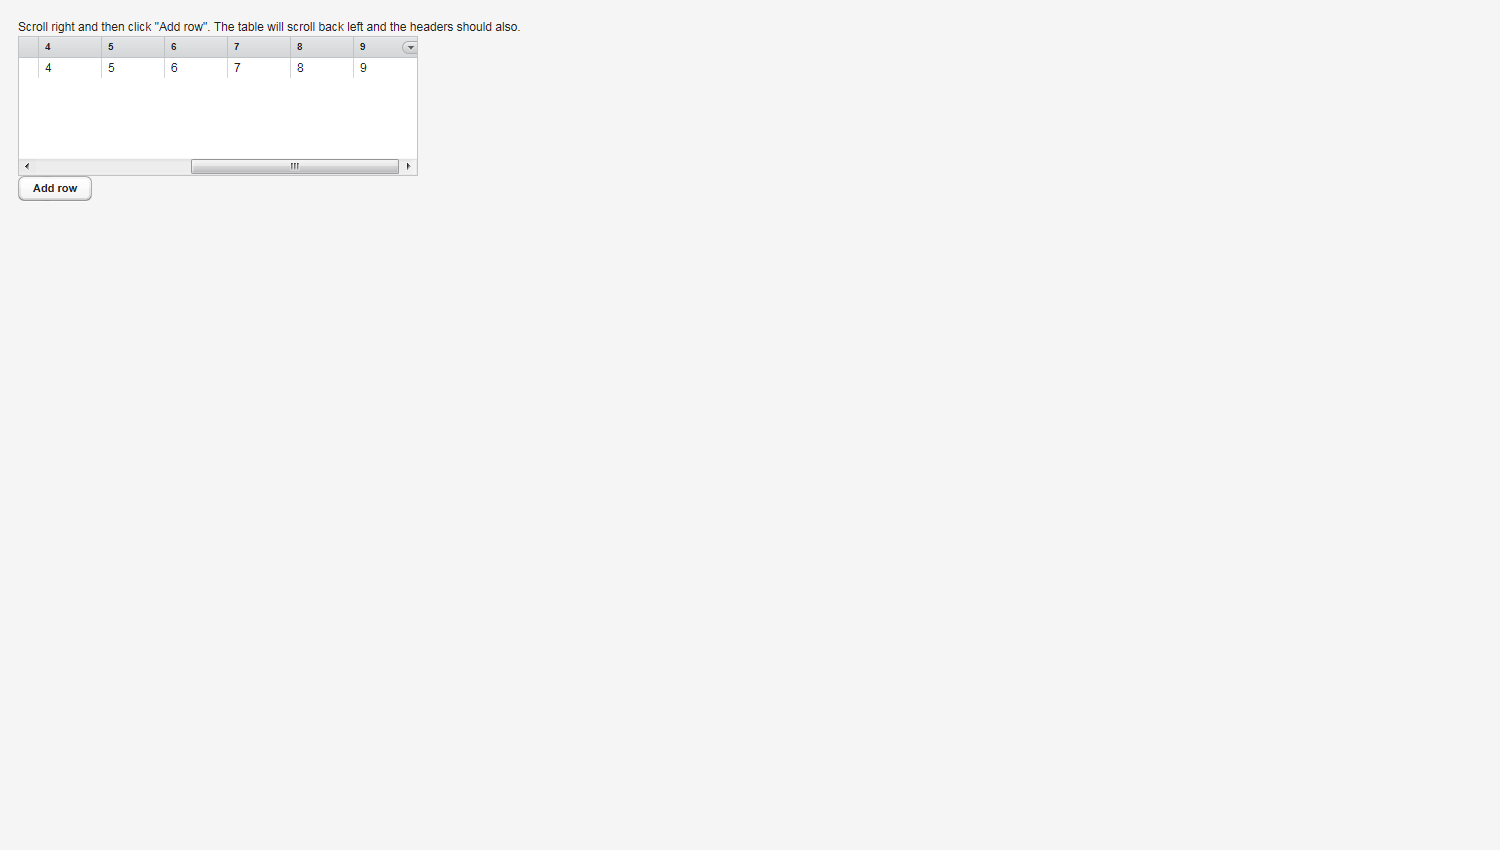 Scroll right and then click "Add row". The table will scroll back left and the headers should also.
4 5 6 7 8 9
4 5 6 7 8 9
Add row